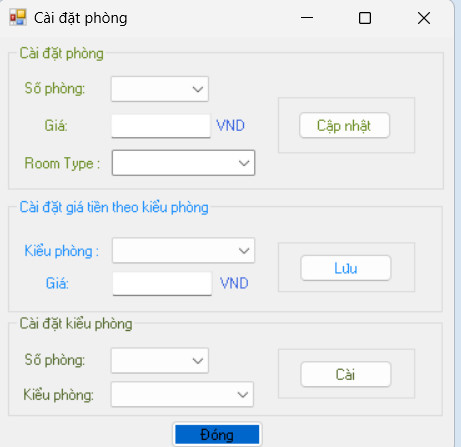 Cài đặt phòng
Cài đặt phòng
Số phòng:
Giá:
VND
Room Type :
Cập nhật
Cài đặt giá tiền theo kiểu phòng
Kiểu phòng :
Giá:
VND
Lưu
Cài đặt kiểu phòng
Số phòng:
Kiểu phòng:
Cài
Đóng